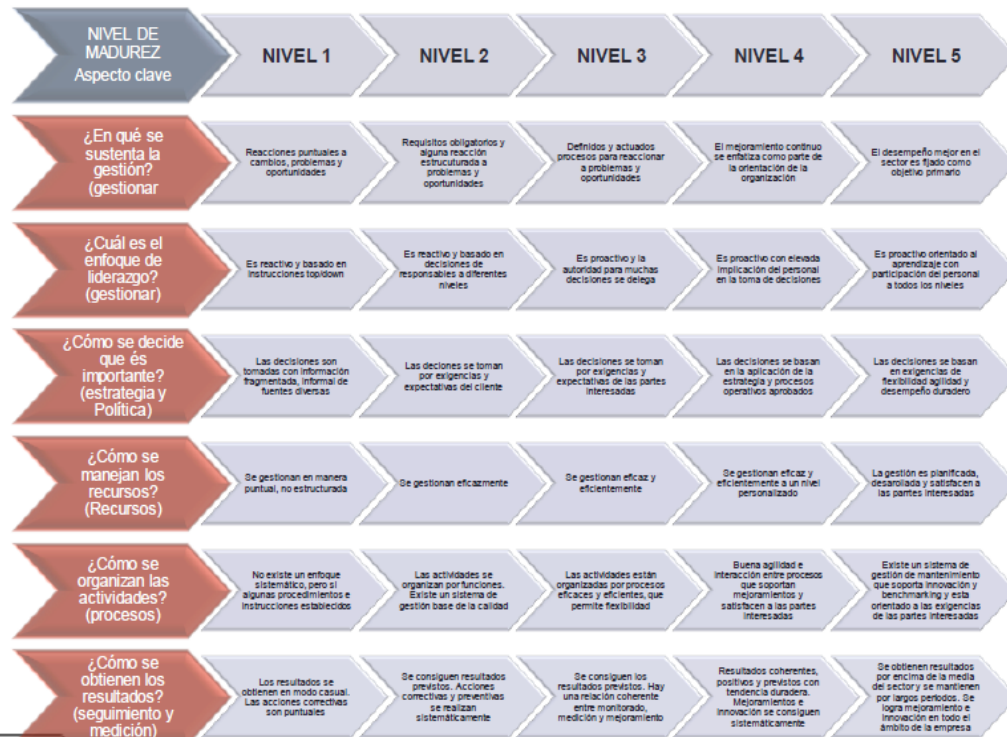 NIVEL DE
MADUREZ
Aspecto clave
NIVEL 1
NIVEL 2
NIVEL 3
NIVEL 4
NIVEL 5
¿En qué se
sustenta la
gestión?
(gestionar
Reacciones puntuales a
cambios, problemas y
oportunidades
Requisitos obligatorios y
alguna reacción
estrucuturada a
problemas y
oportunidades
Definidos y actuados
procesos para reaccionar
a problemas y
oportunidades
El mejoramiento continuo
se enfatiza como parte de
la orientación de la
organización
El desempeño mejor en el
sector es fijado como
objetivo primario
¿Cuál es el
enfoque de
liderazgo?
(gestionar)
Es reactivo y basado en
instrucciones top/down
Es reactivo y basado en
decisiones de
responsables a diferentes
niveles
Es proactivo y la
autoridad para muchas
decisiones se delega
Es proactivo con elevada
implicación del personal
en la toma de decisiones
Es proactivo orientado al
aprendizaje con
participación del personal
a todos los niveles
¿Cómo se decide
que és
importante?
(estrategia y
Política)
Las decisiones son
tomadas con información
fragmentada, informal de
fuentes diversas
Las deciones se toman
por exigencias y
expectativas del cliente
Las decisiones se toman
por exigencias y
expectativas de las partes
interesadas
Las decisiones se basan
en la aplicación de la
estrategia y procesos
operativos aprobados
Las decisiones se basan
en exigencias de
flexibilidad agilidad y
desempeño duradero
¿Cómo se
manejan los
recursos?
(Recursos)
Se gestionan en manera
puntual, no estructurada
Se gestionan eficazmente
Se gestionan eficaz y
eficientemente
Se gestionan eficaz y
eficientemente a un nivel
personalizado
La gestión es planificada,
desarollada y satisfacen a
las partes interesadas
¿Cómo se
organizan las
actividades?
(procesos)
No existe un enfoque
sistemático, pero si
algunas procedimientos e
instrucciones establecidos
Las actividades se
organizan por funciones.
Existe un sistema de
gestión base de la calidad
Las actividades están
organizadas por procesos
eficaces y eficientes, que
permite flexibilidad
Buena agilidad e
interacción entre procesos
que soportan
mejoramientos y
satisfacen a las partes
interesadas
Existe un sistema de
gestión de mantenimiento
que soporta innovación y
benchmarking y esta
orientado a las exigencias
de las partes interesadas
¿Cómo se
obtienen los
resultados?
(seguimiento y
medición)
Los resultados se
obtienen en modo casual.
Las acciones correctivas
son puntuales
Se consiguen resultados
previstos. Acciones
correctivas y preventivas
se realizan
sistemáticamente
Se consiguen los
resultados previstos. Hay
una relación coherente
entre monitorado,
medición y mejoramiento
Resultados coherentes,
positivos y previstos con
tendencia duradera.
Mejoramientos e
innovación se consiguen
sistemáticamente
Se obtienen resultados
por encima de la media
del sector y se mantienen
por largos períodos. Se
logra mejoramiento e
innovación en todo el
ámbito de la empresa